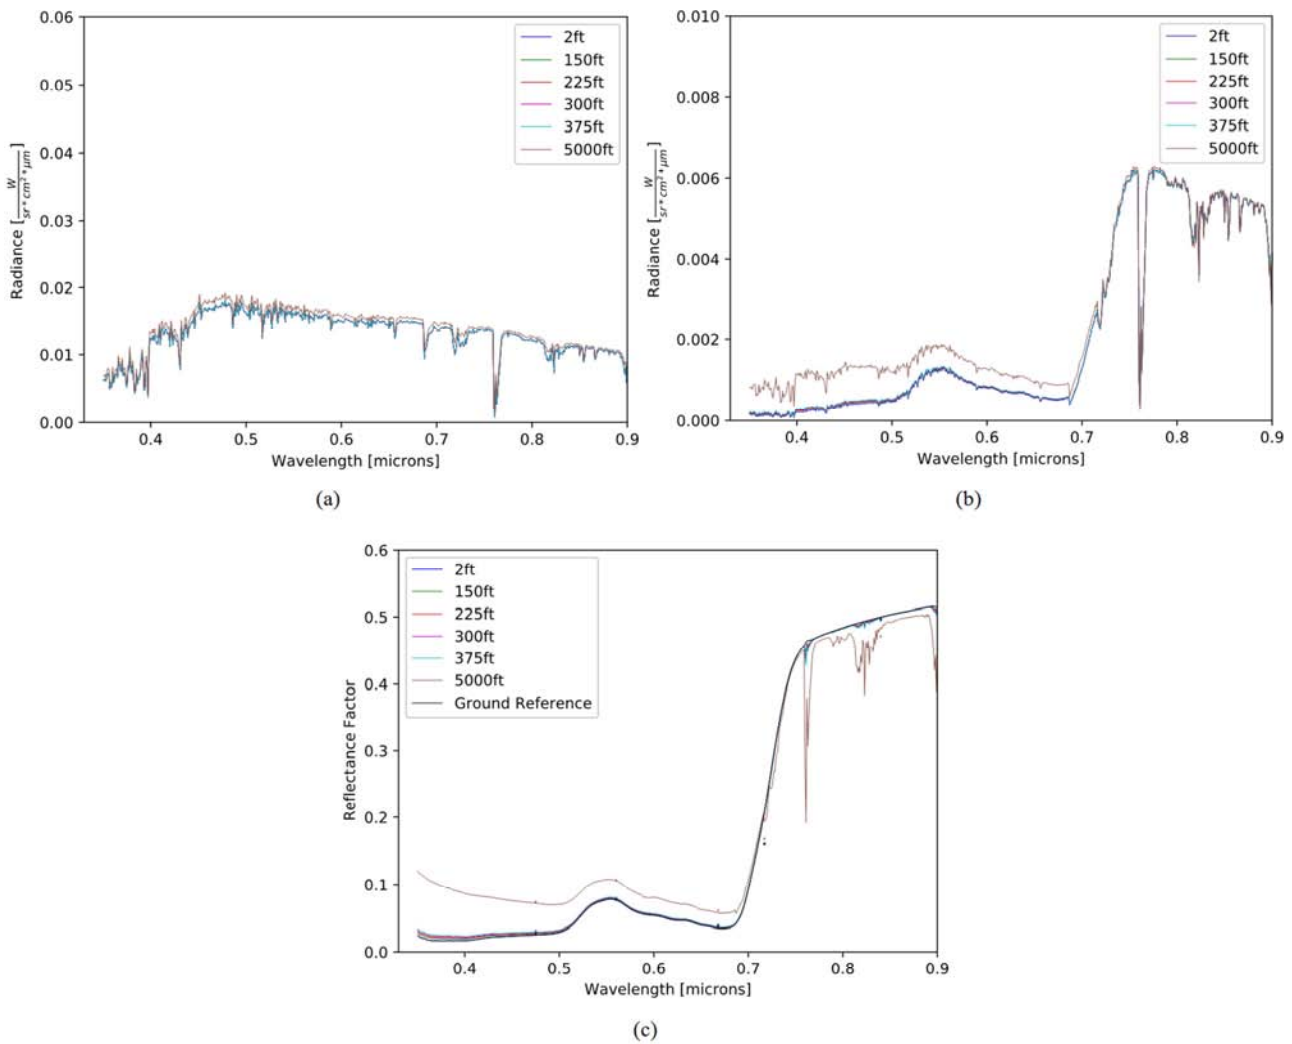 0.06
0.05
0.04
0.03
0.02
0.01
0.00
Radiance [W/sr*cm²*μm]
2ft
150ft
225ft
300ft
375ft
5000ft
0.4 0.5 0.6 0.7 0.8 0.9
Wavelength [microns]
(a)
0.010
0.008
0.006
0.004
0.002
0.000
Radiance [W/sr*cm²*μm]
2ft
150ft
225ft
300ft
375ft
5000ft
0.4 0.5 0.6 0.7 0.8 0.9
Wavelength [microns]
(b)
0.6
0.5
0.4
0.3
0.2
0.1
0.0
Reflectance Factor
2ft
150ft
225ft
300ft
375ft
5000ft
Ground Reference
0.4 0.5 0.6 0.7 0.8 0.9
Wavelength [microns]
(c)